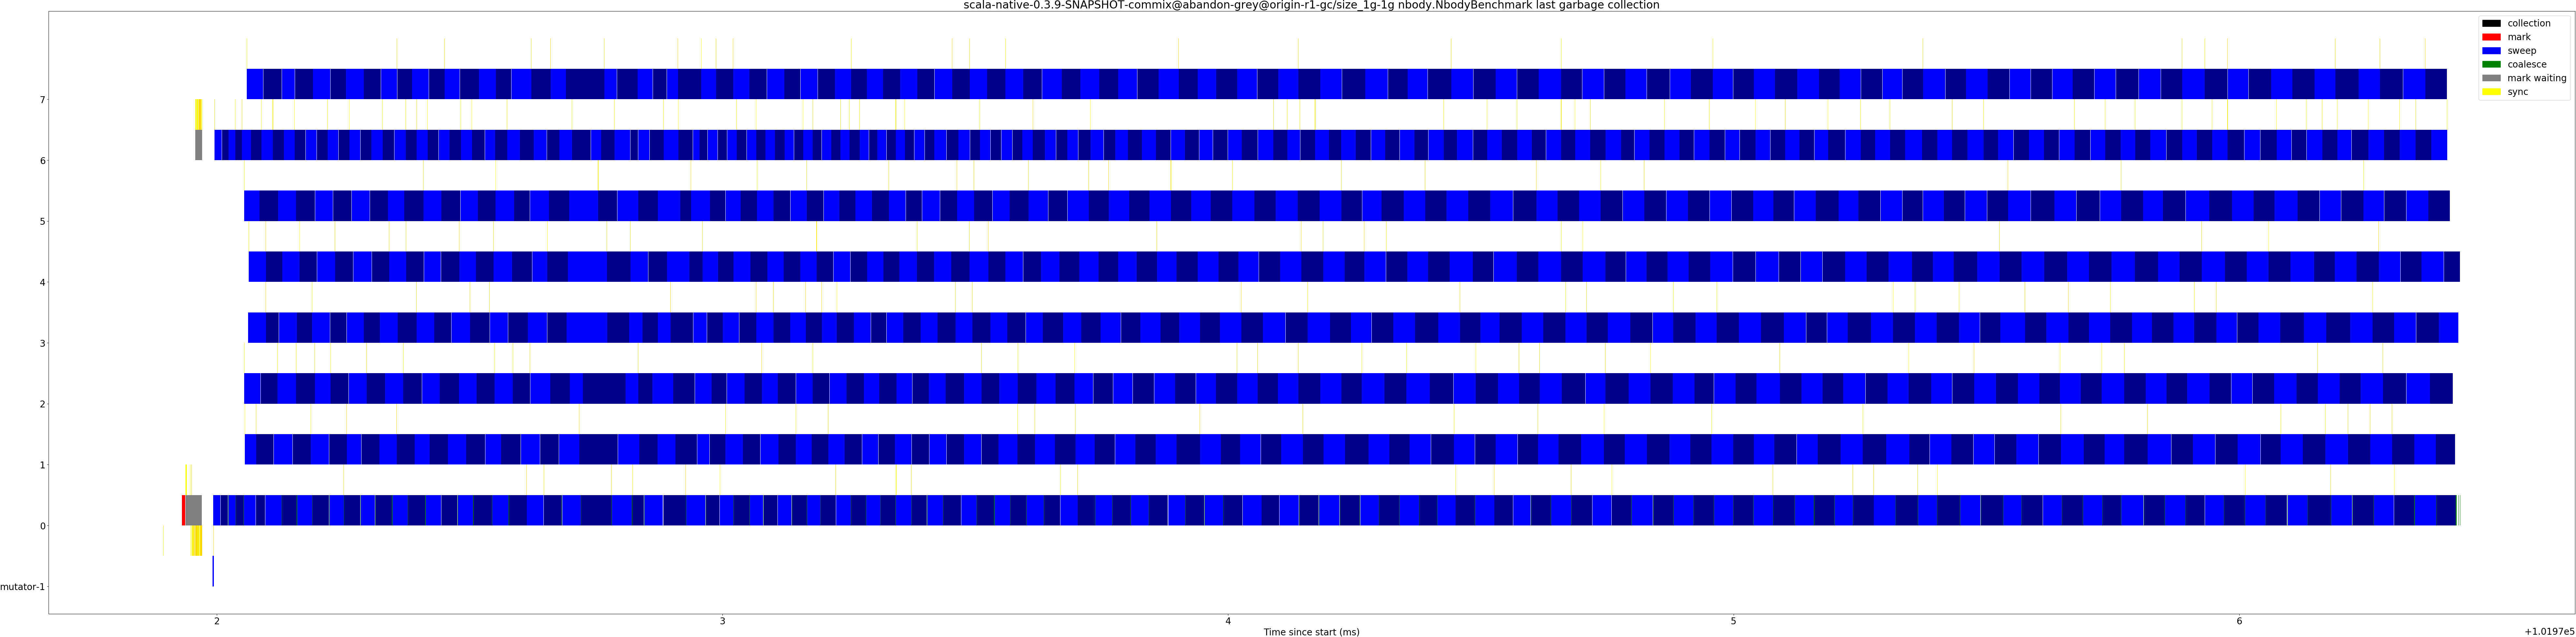 scala-native-0.3.9-SNAPSHOT-commix@abandon-grey@origin-r1-gc/size_1g-1g nbody.NbodyBenchmark last garbage collection
collection
mark
sweep
coalesce
mark waiting
sync
7
6
5
4
3
2
1
0
mutator-1
2 3 4 5 6
Time since start (ms)
+1.0197e5